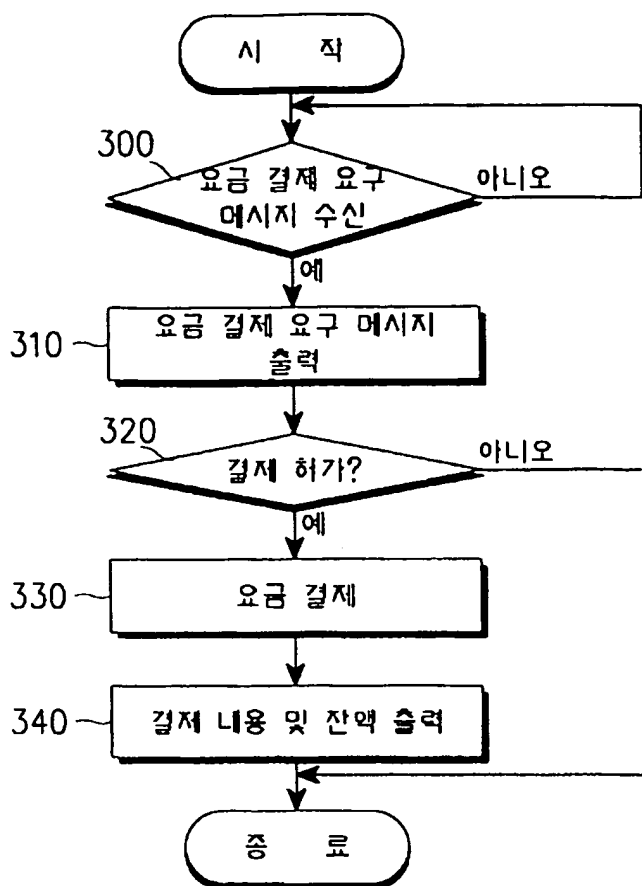 시 작
300
요금 결제 요구
메시지 수신
아니오
예
310
요금 결제 요구 메시지
출력
320
결제 허가?
아니오
예
330
요금 결제
340
결제 내용 및 잔액 출력
종 료